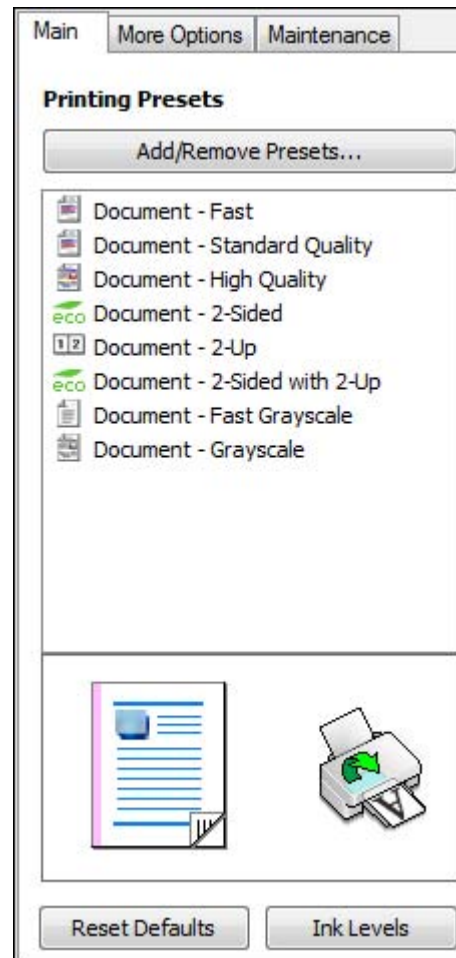 Main More Options Maintenance
Printing Presets
Add/Remove Presets...
Document - Fast
Document - Standard Quality
Document - High Quality
eco Document - 2-Sided
1 2 Document - 2-Up
eco Document - 2-Sided with 2-Up
Document - Fast Grayscale
Document - Grayscale
A
Reset Defaults Ink Levels